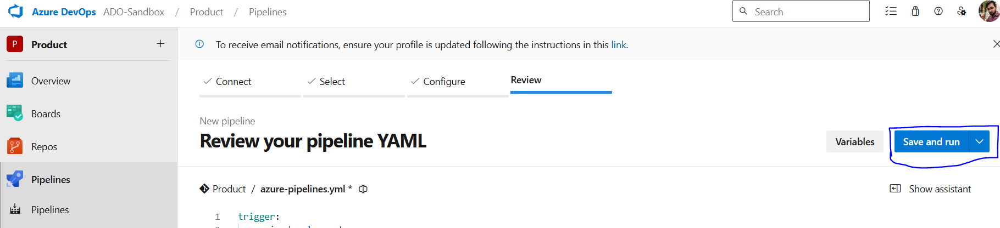 Azure DevOps ADO-Sandbox / Product / Pipelines Search
P Product +
To receive email notifications, ensure your profile is updated following the instructions in this link.
Overview
Connect Select Configure Review
Boards
New pipeline
Review your pipeline YAML
Variables Save and run
Repos
Pipelines
Product / azure-pipelines.yml * Show assistant
Pipelines
1 trigger: